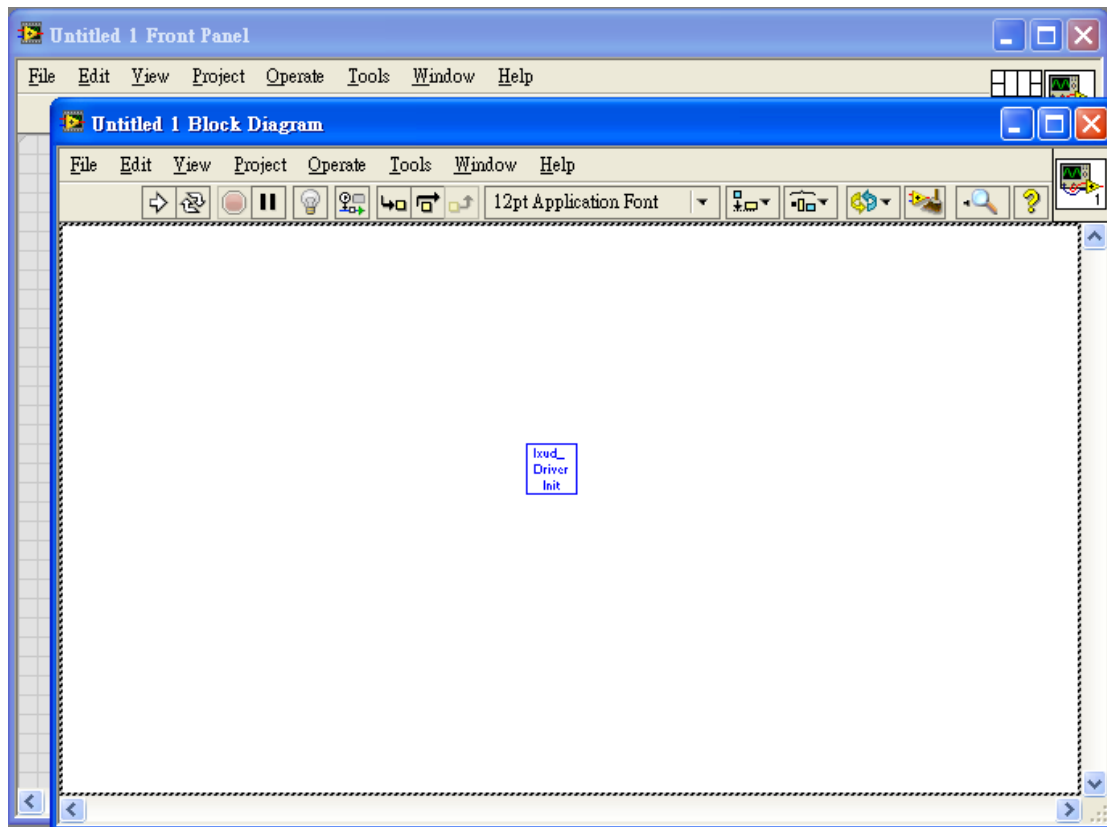 Untitled 1 Front Panel
File Edit View Project Operate Tools Window Help
Untitled 1 Block Diagram
File Edit View Project Operate Tools Window Help
12pt Application Font
1
Ixud_
Driver
Init